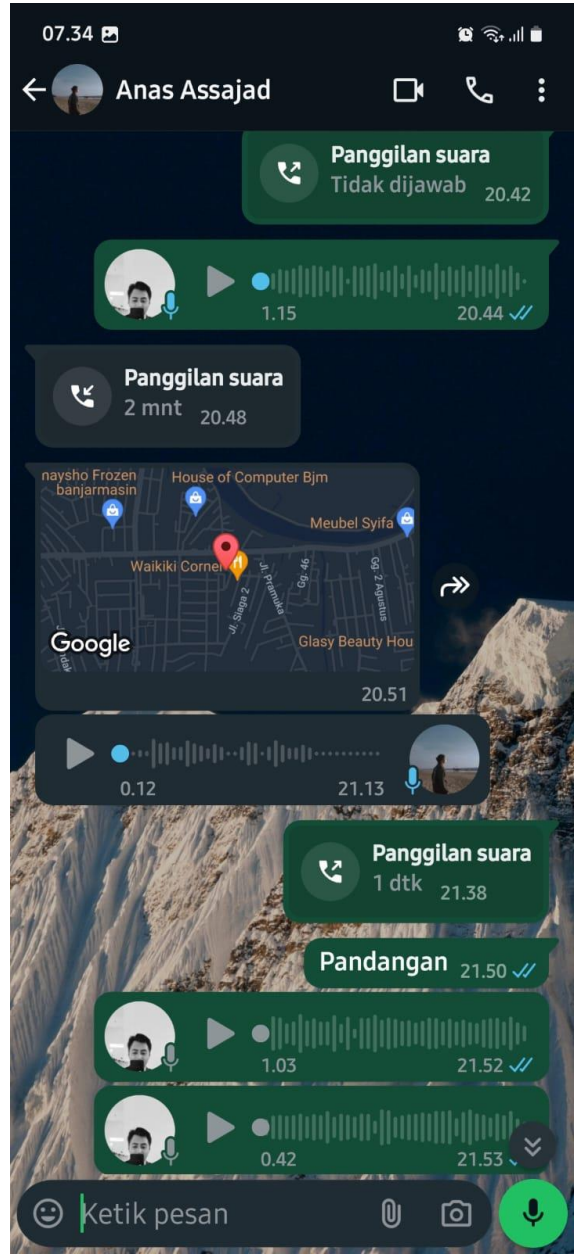 07.34
Anas Assajad
Panggilan suara
Tidak dijawab 20.42
1.15 20.44
Panggilan suara
2 mnt 20.48
naysho Frozen
banjarmasin
House of Computer Bjm
Meubel Syifa
Waikiki Corner
Jl. Siaga 2
Jl. Pramuka
Gg. 46
Gg. 2 Agustus
Glasy Beauty Hou
Google
20.51
0.12 21.13
Panggilan suara
1 dtk 21.38
Pandangan 21.50
1.03 21.52
0.42 21.53
Ketik pesan